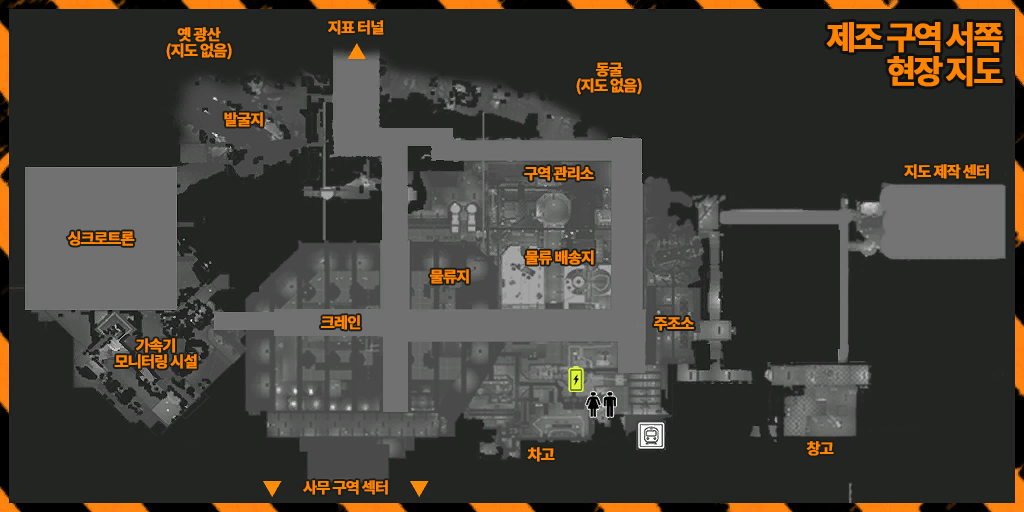 제조 구역 서쪽
현장 지도
지표 터널
옛 광산
(지도 없음)
동굴
(지도 없음)
발굴지
구역 관리소
지도 제작 센터
싱크로트론
물류 배송지
물류지
크레인
주조소
가속기
모니터링 시설
차고
창고
사무 구역 섹터